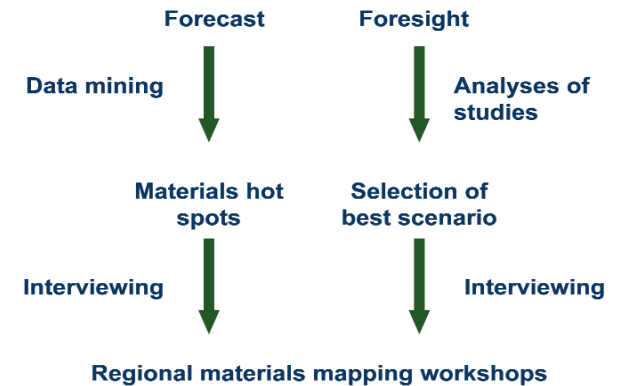 Forecast
Foresight
Data mining
Analyses of
studies
Materials hot
spots
Selection of
best scenario
Interviewing
Interviewing
Regional materials mapping workshops